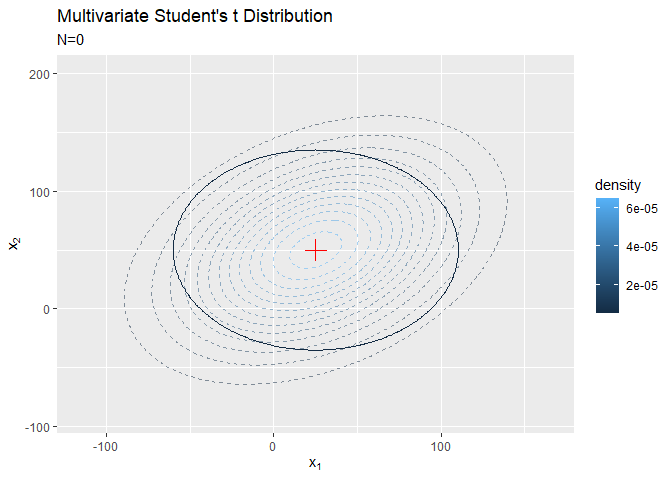 Multivariate Student's t Distribution
N=0
200
100
0
-100
x₂
-100
0
100
x₁
density
6e-05
4e-05
2e-05